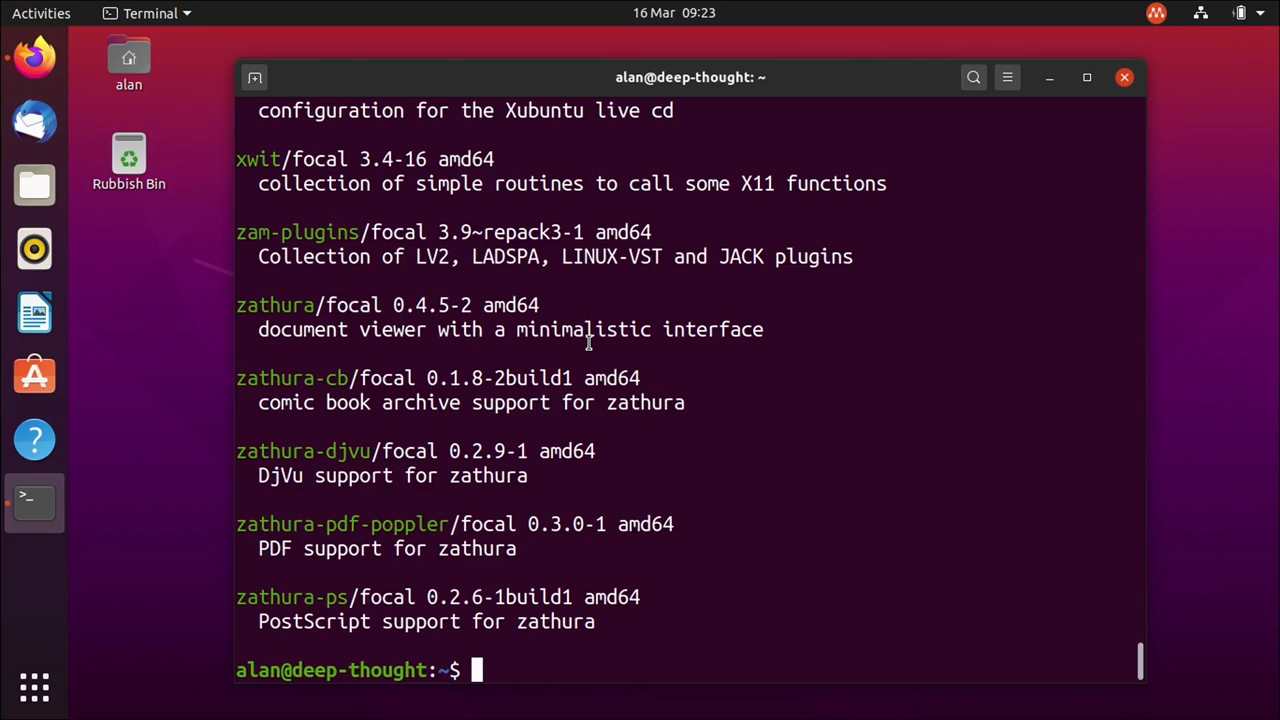 Activities
Terminal
16 Mar 09:23
alan
Rubbish Bin
alan@deep-thought: ~
configuration for the Xubuntu live cd
xwit/focal 3.4-16 amd64
collection of simple routines to call some X11 functions
zam-plugins/focal 3.9~repack3-1 amd64
Collection of LV2, LADSPA, LINUX-VST and JACK plugins
zathura/focal 0.4.5-2 amd64
document viewer with a minimalistic interface
zathura-cb/focal 0.1.8-2build1 amd64
comic book archive support for zathura
zathura-djvu/focal 0.2.9-1 amd64
DjVu support for zathura
zathura-pdf-poppler/focal 0.3.0-1 amd64
PDF support for zathura
zathura-ps/focal 0.2.6-1build1 amd64
PostScript support for zathura
alan@deep-thought:~$